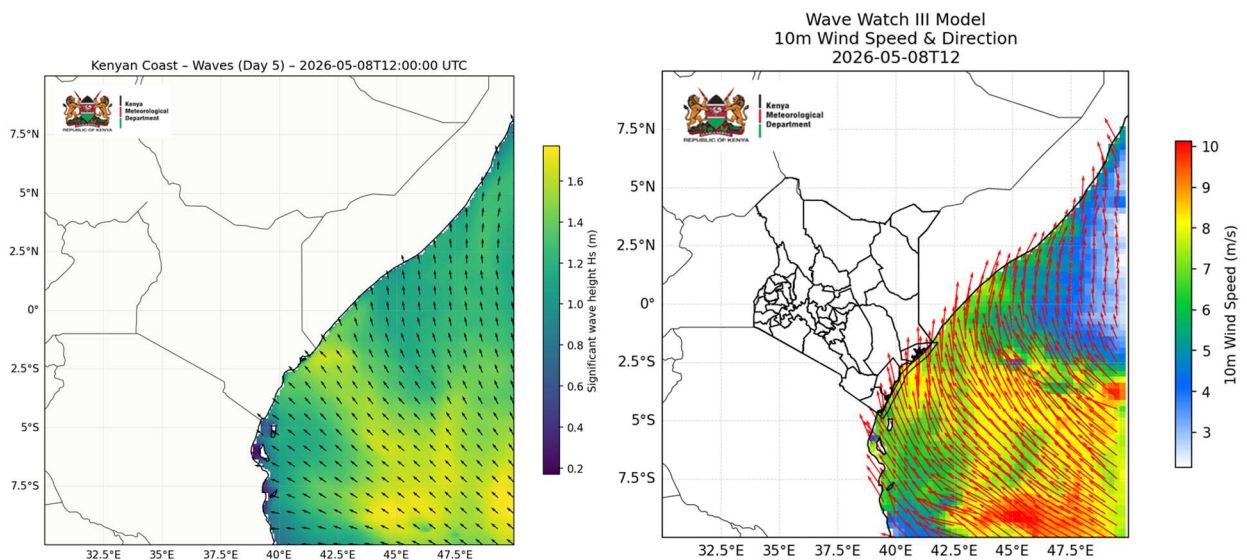 Kenyan Coast – Waves (Day 5) – 2026-05-08T12:00:00 UTC
Kenya
Meteorological
Department
REPUBLIC OF KENYA
7.5°N
5°N
2.5°N
0°
2.5°S
5°S
7.5°S
32.5°E 35°E 37.5°E 40°E 42.5°E 45°E 47.5°E
1.6
1.4
1.2
1.0
0.8
0.6
0.4
0.2
Significant wave height Hs (m)
Wave Watch III Model
10m Wind Speed & Direction
2026-05-08T12
Kenya
Meteorological
Department
REPUBLIC OF KENYA
7.5°N
5°N
2.5°N
0°
2.5°S
5°S
7.5°S
32.5°E 35°E 37.5°E 40°E 42.5°E 45°E 47.5°E
10
9
8
7
6
5
4
3
10m Wind Speed (m/s)